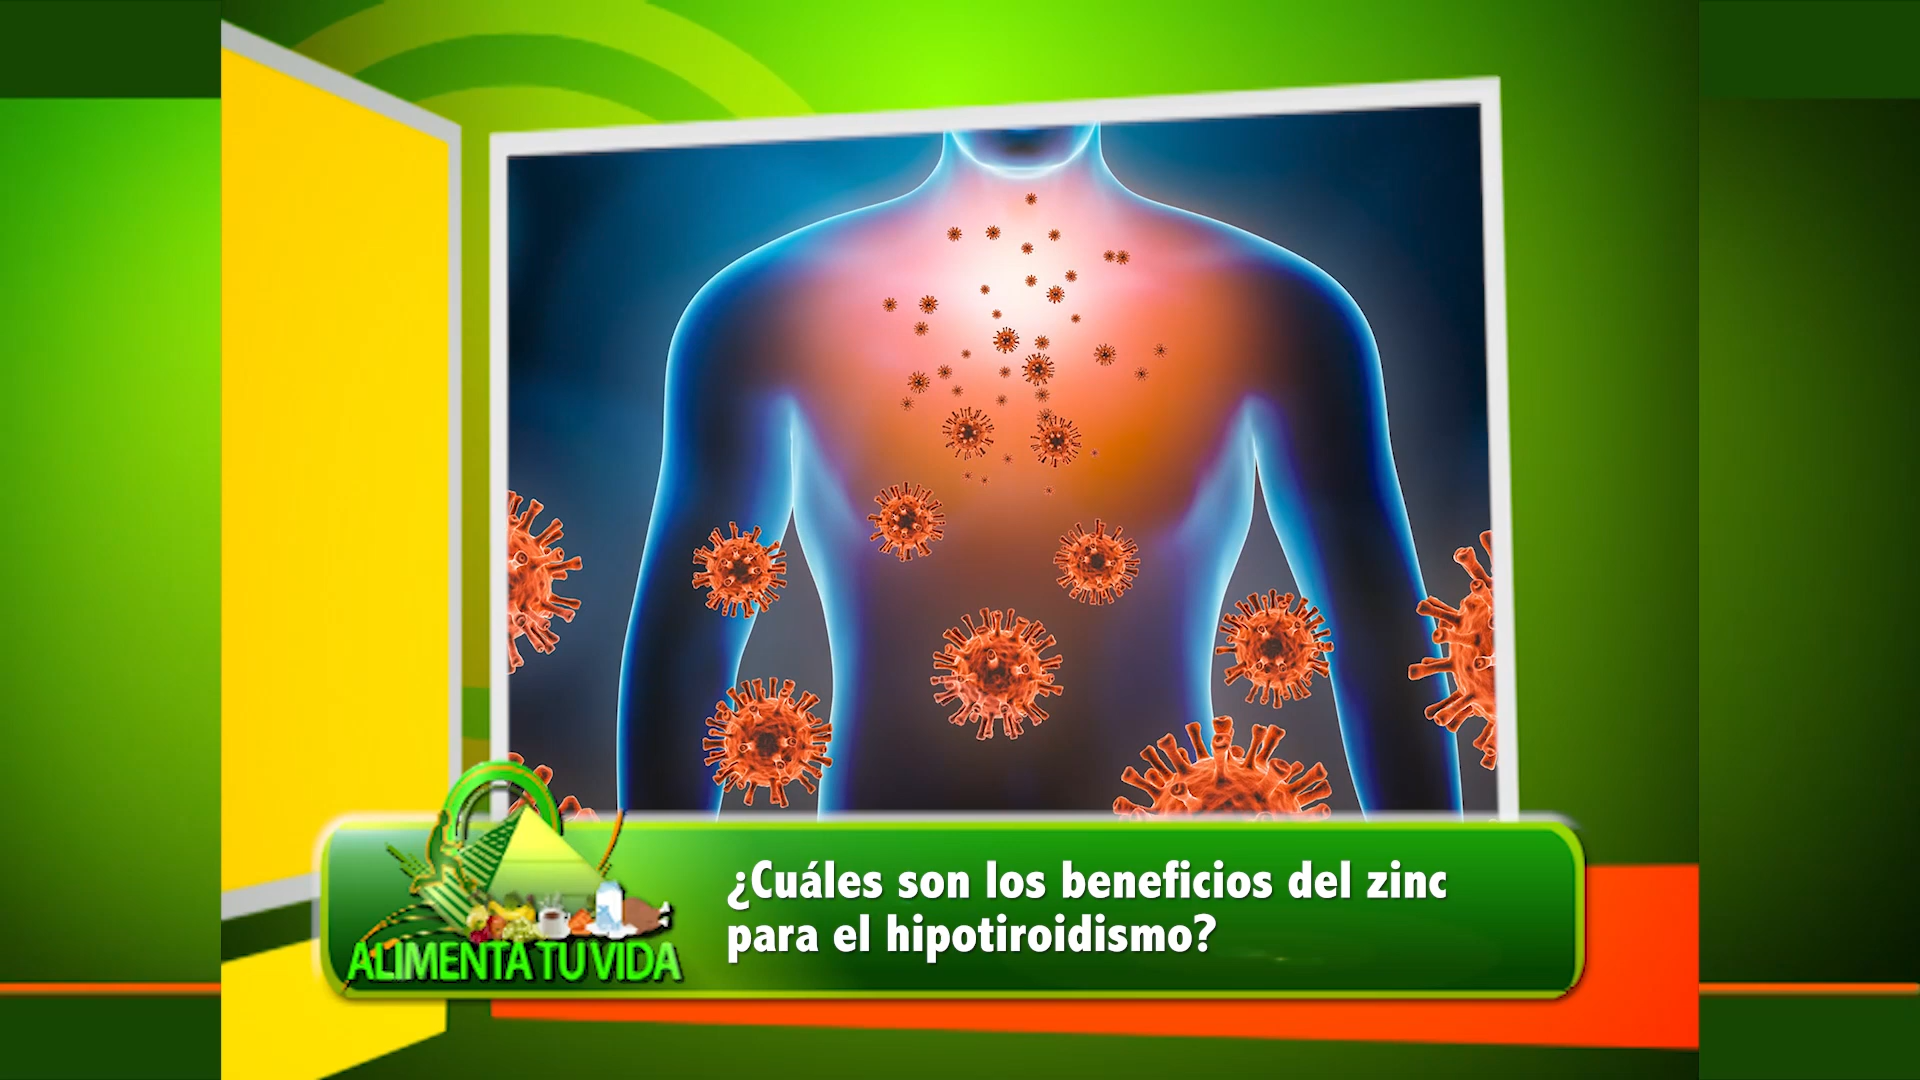 ¿Cuáles son los beneficios del zinc
para el hipotiroidismo?
ALIMENTA TU VIDA